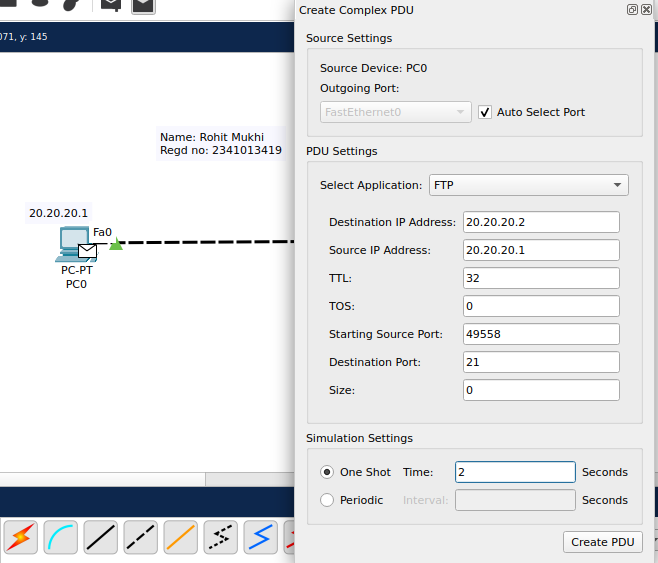 Create Complex PDU
071, y: 145
Source Settings
Source Device: PC0
Outgoing Port:
FastEthernet0
Auto Select Port
Name: Rohit Mukhi
Regd no: 2341013419
PDU Settings
Select Application: FTP
20.20.20.1
Fa0
PC-PT
PC0
Destination IP Address: 20.20.20.2
Source IP Address: 20.20.20.1
TTL: 32
TOS: 0
Starting Source Port: 49558
Destination Port: 21
Size: 0
Simulation Settings
One Shot Time: 2 Seconds
Periodic Interval: Seconds
Create PDU